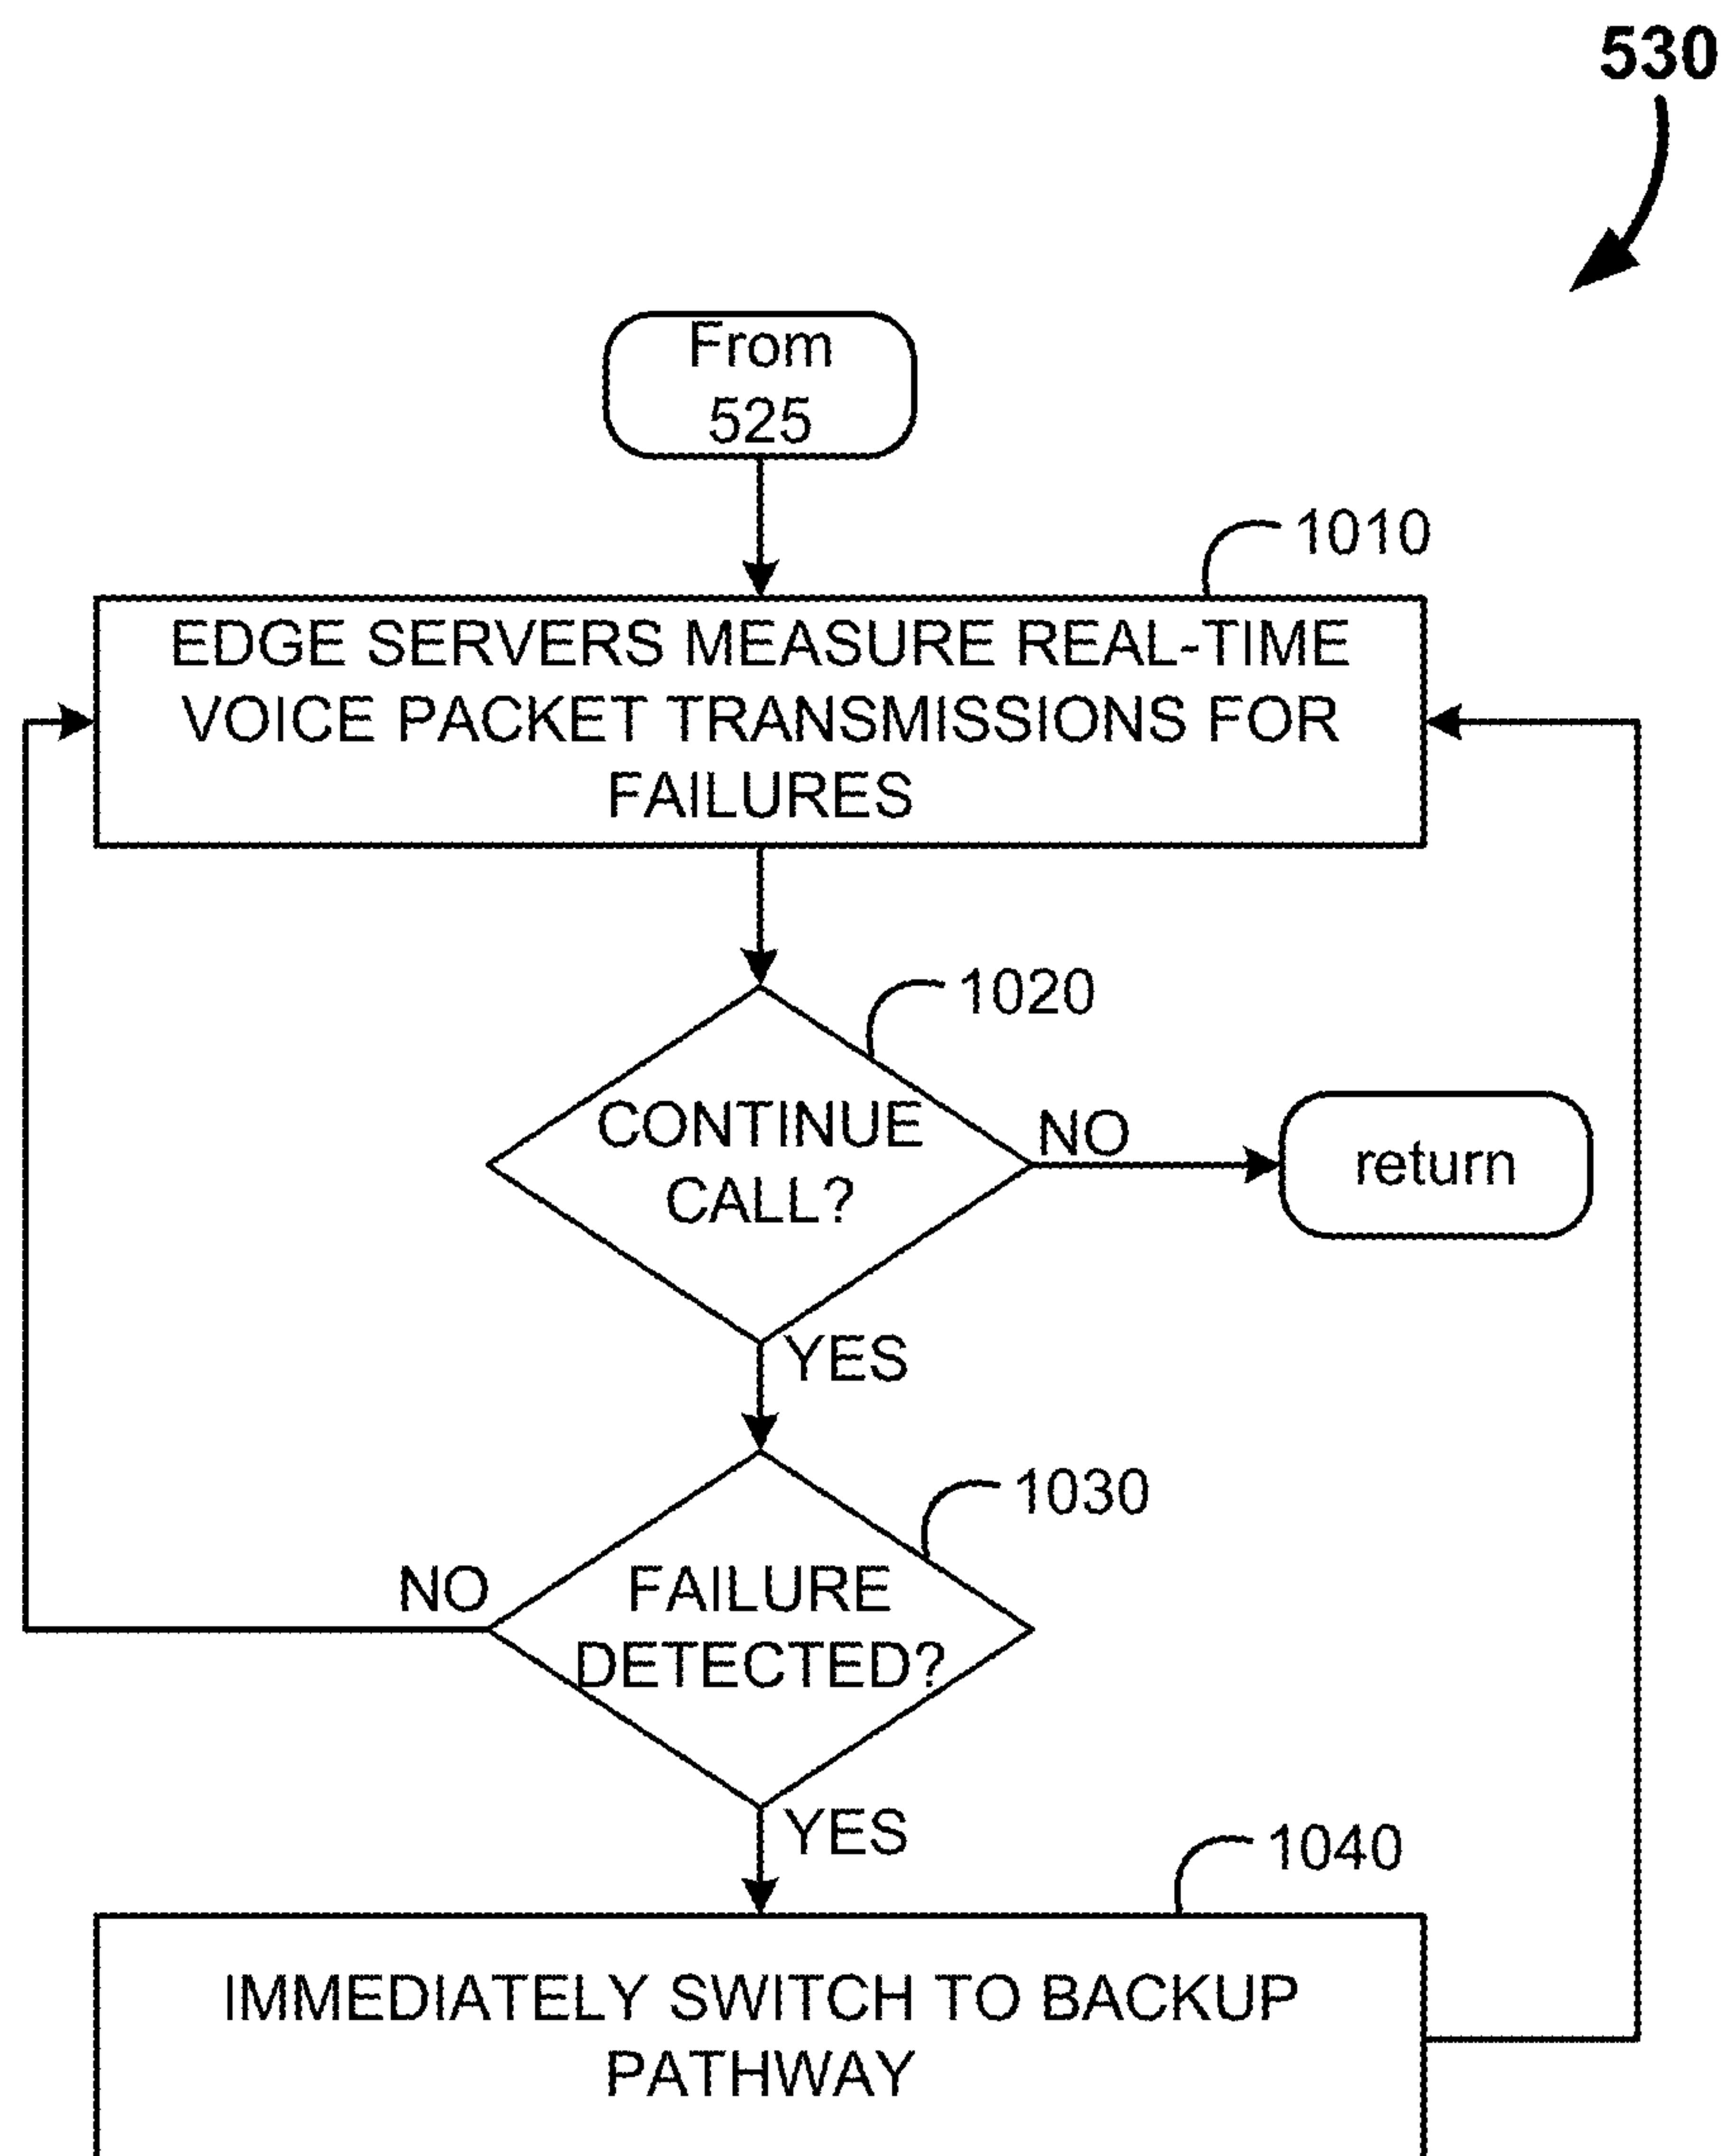 530
From
525
1010
EDGE SERVERS MEASURE REAL-TIME
VOICE PACKET TRANSMISSIONS FOR
FAILURES
1020
CONTINUE
CALL?
NO
return
YES
1030
NO
FAILURE
DETECTED?
YES
1040
IMMEDIATELY SWITCH TO BACKUP
PATHWAY